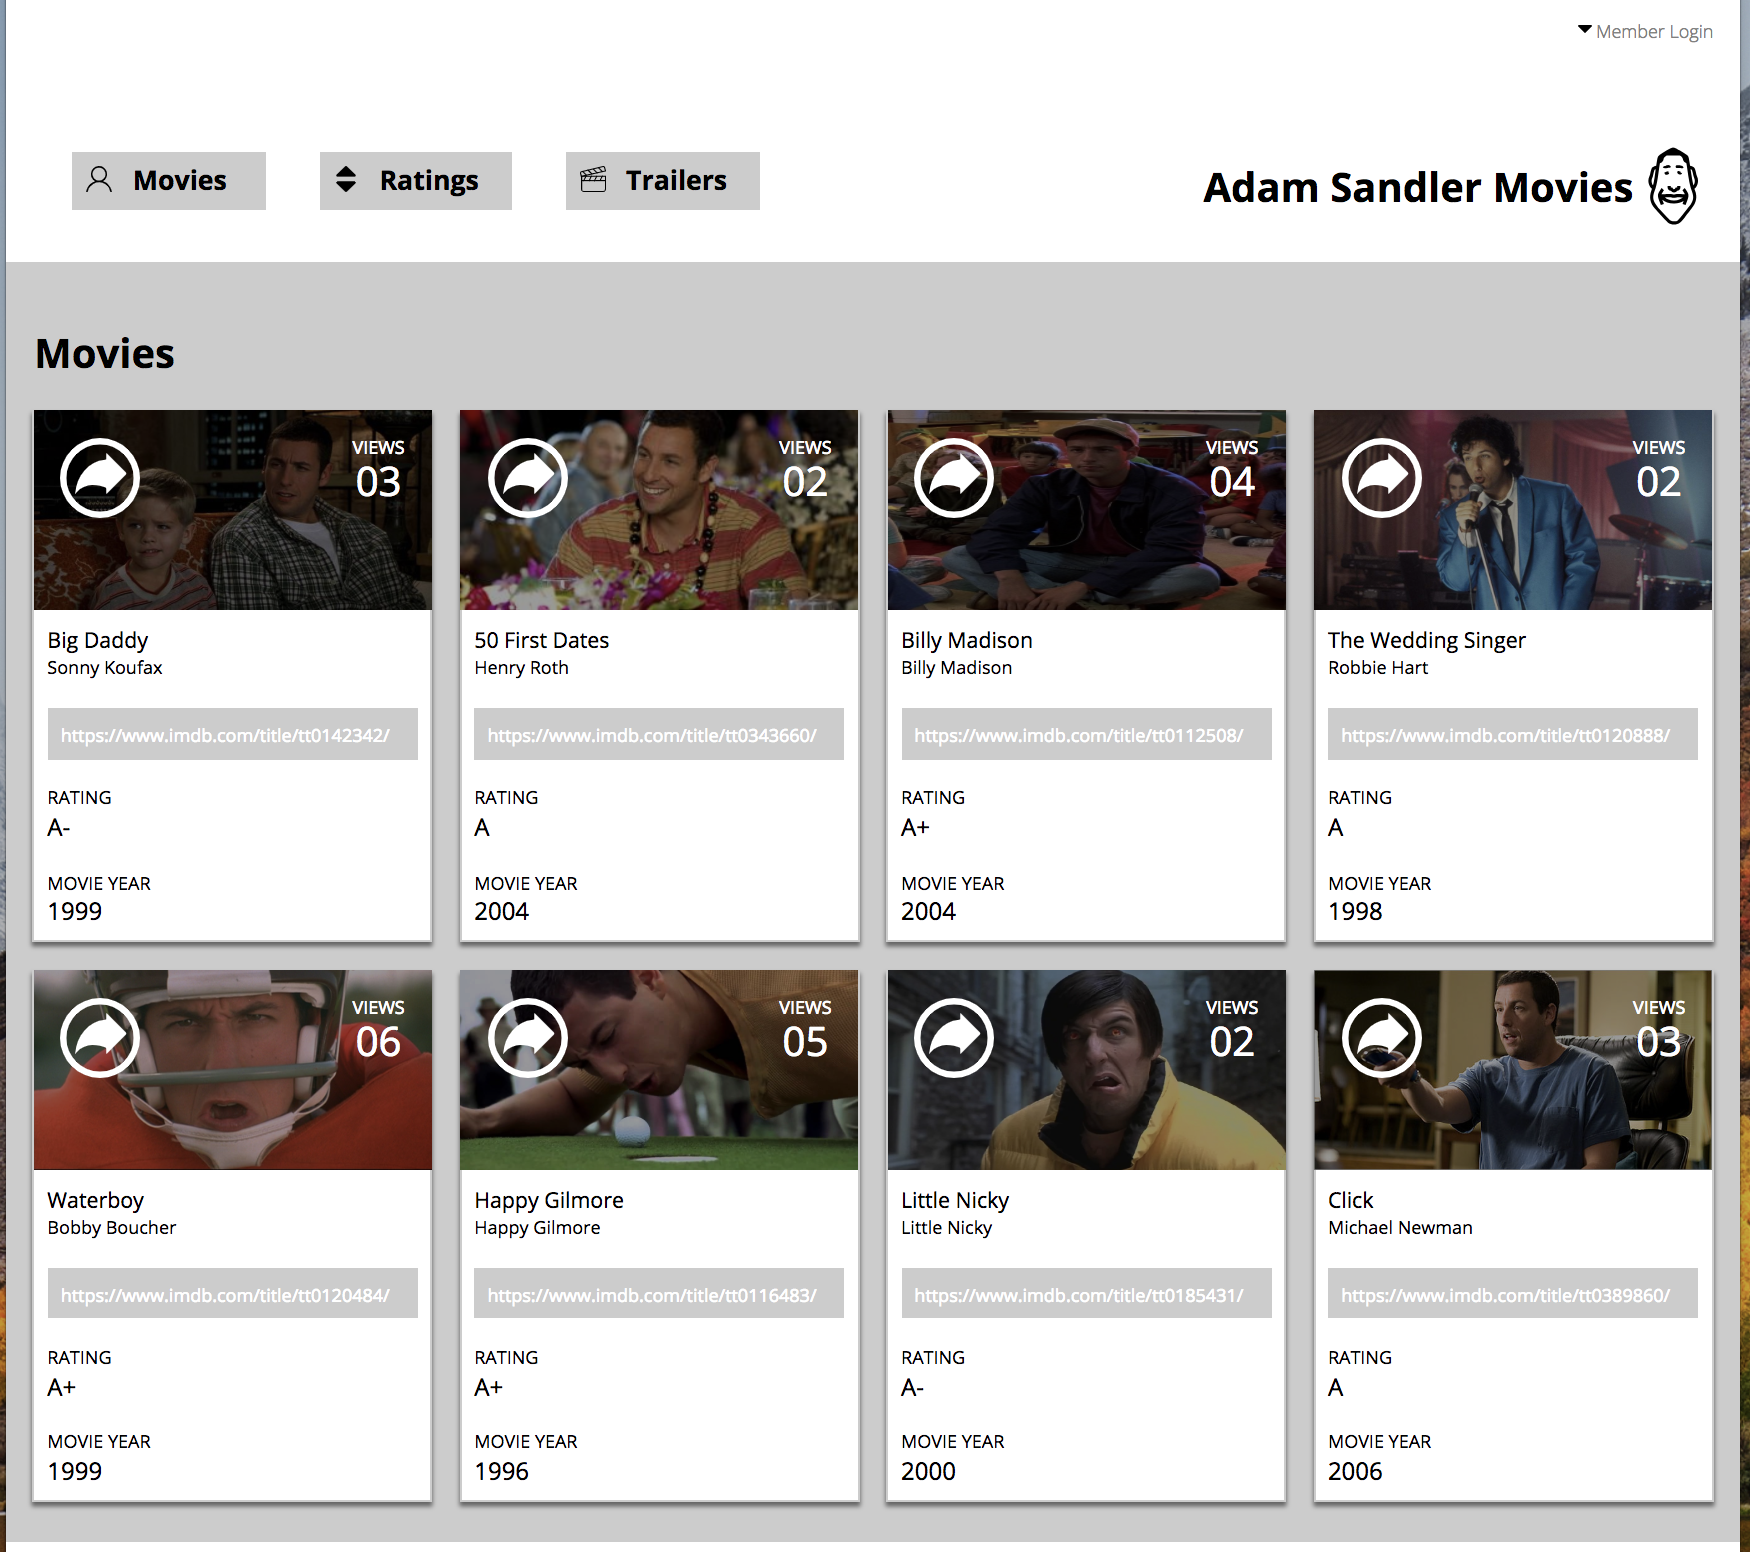 Member Login
Movies
Ratings
Trailers
Adam Sandler Movies
Movies
VIEWS
03
Big Daddy
Sonny Koufax
https://www.imdb.com/title/tt0142342/
RATING
A-
MOVIE YEAR
1999
VIEWS
02
50 First Dates
Henry Roth
https://www.imdb.com/title/tt0343660/
RATING
A
MOVIE YEAR
2004
VIEWS
04
Billy Madison
Billy Madison
https://www.imdb.com/title/tt0112508/
RATING
A+
MOVIE YEAR
2004
VIEWS
02
The Wedding Singer
Robbie Hart
https://www.imdb.com/title/tt0120888/
RATING
A
MOVIE YEAR
1998
VIEWS
06
Waterboy
Bobby Boucher
https://www.imdb.com/title/tt0120484/
RATING
A+
MOVIE YEAR
1999
VIEWS
05
Happy Gilmore
Happy Gilmore
https://www.imdb.com/title/tt0116483/
RATING
A+
MOVIE YEAR
1996
VIEWS
02
Little Nicky
Little Nicky
https://www.imdb.com/title/tt0185431/
RATING
A-
MOVIE YEAR
2000
VIEWS
03
Click
Michael Newman
https://www.imdb.com/title/tt0389860/
RATING
A
MOVIE YEAR
2006